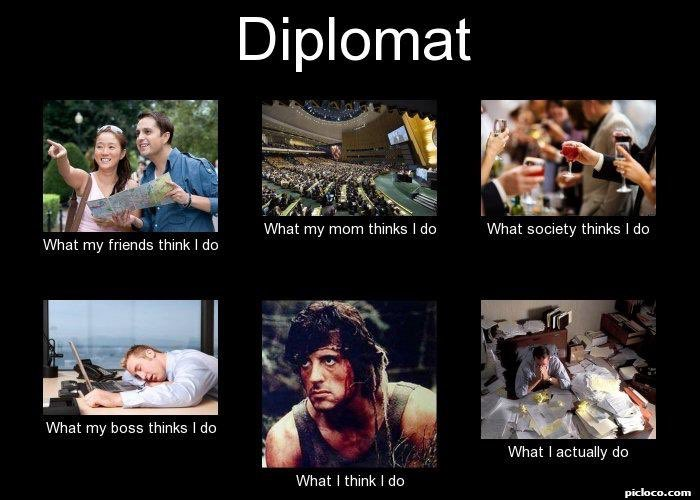 Diplomat
What my friends think I do
What my mom thinks I do
What society thinks I do
What my boss thinks I do
What I think I do
What I actually do
picloco.com